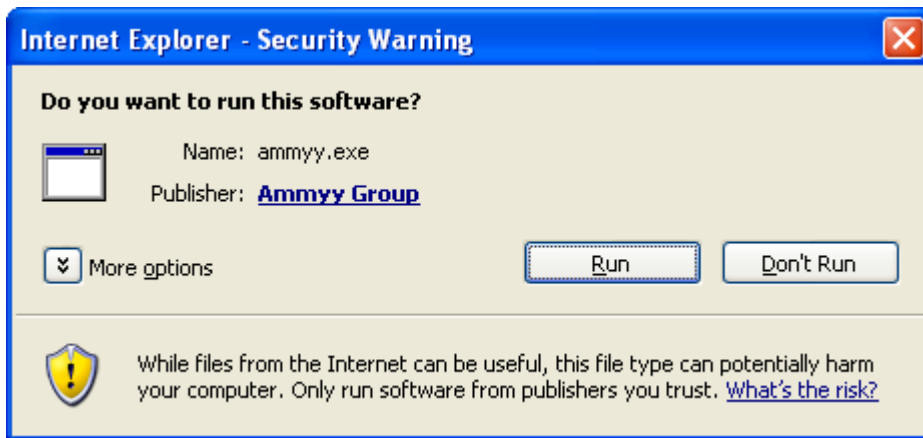 Internet Explorer - Security Warning
Do you want to run this software?
Name: ammyy.exe
Publisher: Ammyy Group
More options
Run
Don't Run
While files from the Internet can be useful, this file type can potentially harm
your computer. Only run software from publishers you trust. What's the risk?